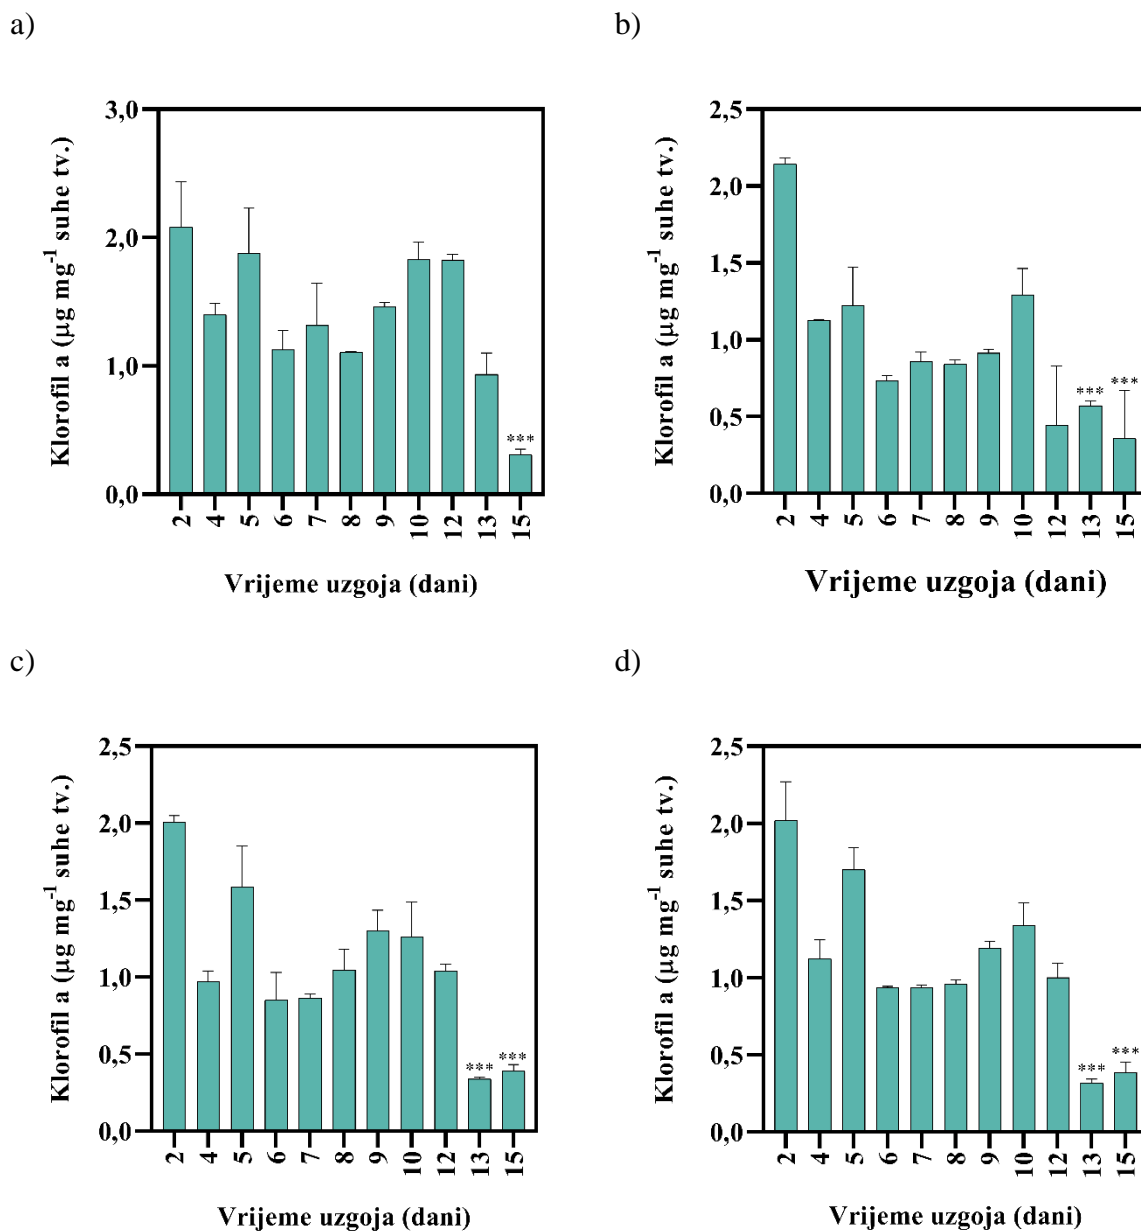 a)
Klorofil a (µg mg⁻¹ suhe tv.)
3,0
2,0
1,0
0,0
***
2 4 5 6 7 8 9 10 12 13 15
Vrijeme uzgoja (dani)
b)
Klorofil a (µg mg⁻¹ suhe tv.)
2,5
2,0
1,5
1,0
0,5
0,0
*** ***
2 4 5 6 7 8 9 10 12 13 15
Vrijeme uzgoja (dani)
c)
Klorofil a (µg mg⁻¹ suhe tv.)
2,5
2,0
1,5
1,0
0,5
0,0
*** ***
2 4 5 6 7 8 9 10 12 13 15
Vrijeme uzgoja (dani)
d)
Klorofil a (µg mg⁻¹ suhe tv.)
2,5
2,0
1,5
1,0
0,5
0,0
*** ***
2 4 5 6 7 8 9 10 12 13 15
Vrijeme uzgoja (dani)